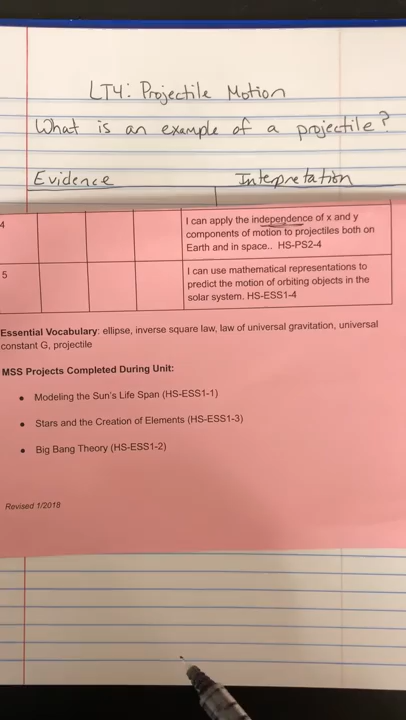 LT4: Projectile Motion
What is an example of a projectile?
Evidence Interpretation
4 I can apply the independence of x and y
components of motion to projectiles both on
Earth and in space.. HS-PS2-4
5 I can use mathematical representations to
predict the motion of orbiting objects in the
solar system. HS-ESS1-4
Essential Vocabulary: ellipse, inverse square law, law of universal gravitation, universal
constant G, projectile
MSS Projects Completed During Unit:
• Modeling the Sun's Life Span (HS-ESS1-1)
• Stars and the Creation of Elements (HS-ESS1-3)
• Big Bang Theory (HS-ESS1-2)
Revised 1/2018